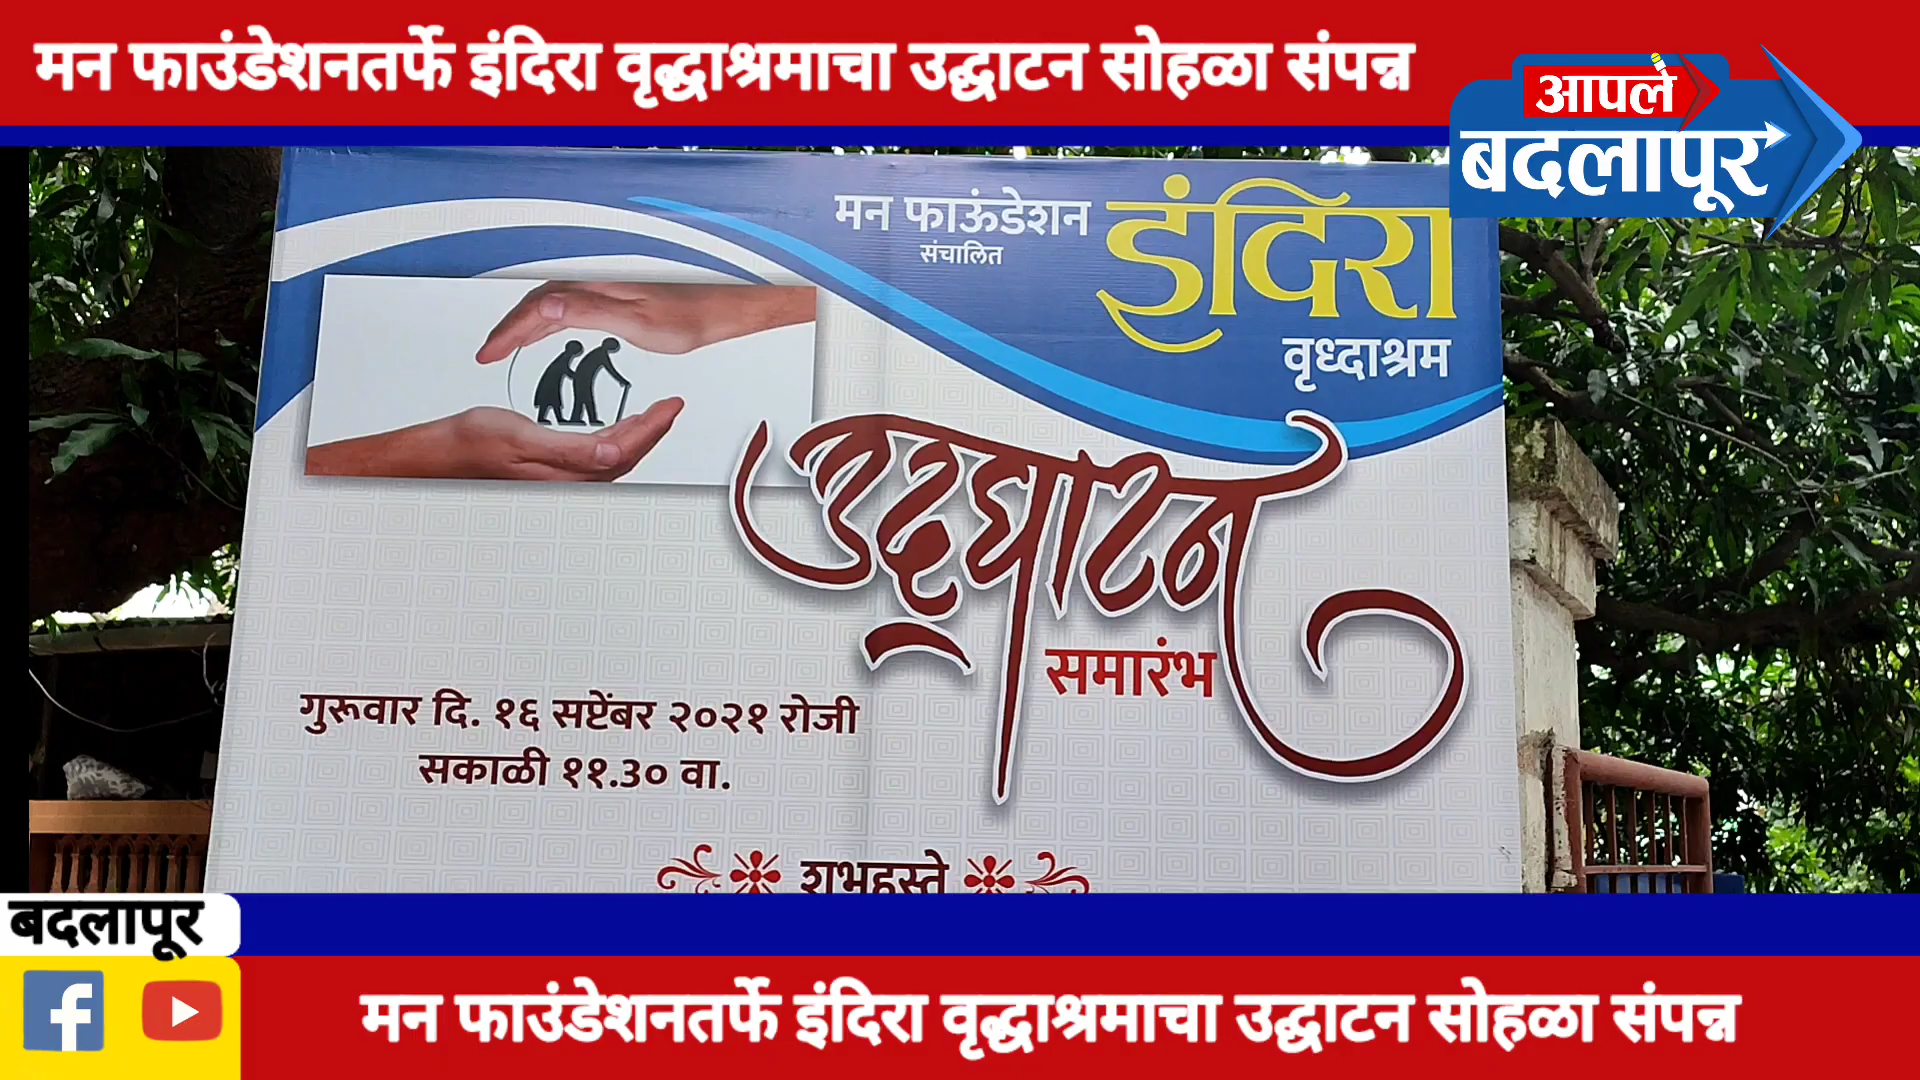 मन फाउंडेशनतर्फे इंदिरा वृद्धाश्रमाचा उद्घाटन सोहळा संपन्न
आपले
बदलापूर
मन फाऊंडेशन
संचालित
इंदिरा
वृध्दाश्रम
उद्घाटन
समारंभ
गुरूवार दि. १६ सप्टेंबर २०२१ रोजी
सकाळी ११.३० वा.
शुभहस्ते
बदलापूर
मन फाउंडेशनतर्फे इंदिरा वृद्धाश्रमाचा उद्घाटन सोहळा संपन्न